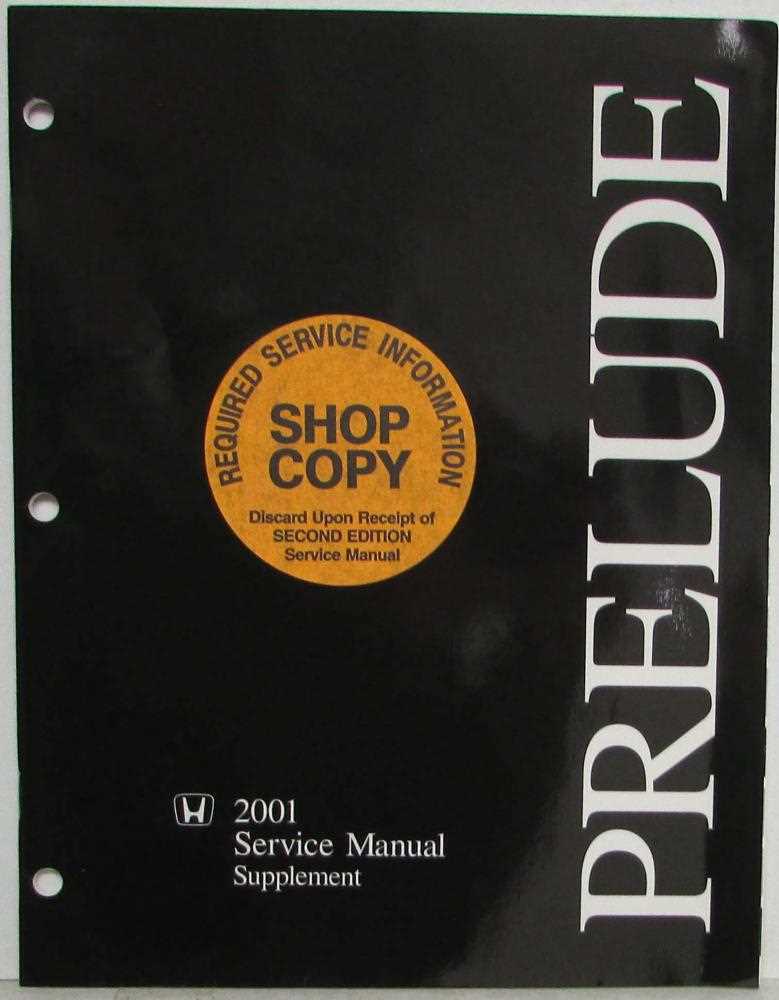 REQUIRED SERVICE INFORMATION
SHOP
COPY
Discard Upon Receipt of
SECOND EDITION
Service Manual
PRELUDE
2001
Service Manual
Supplement